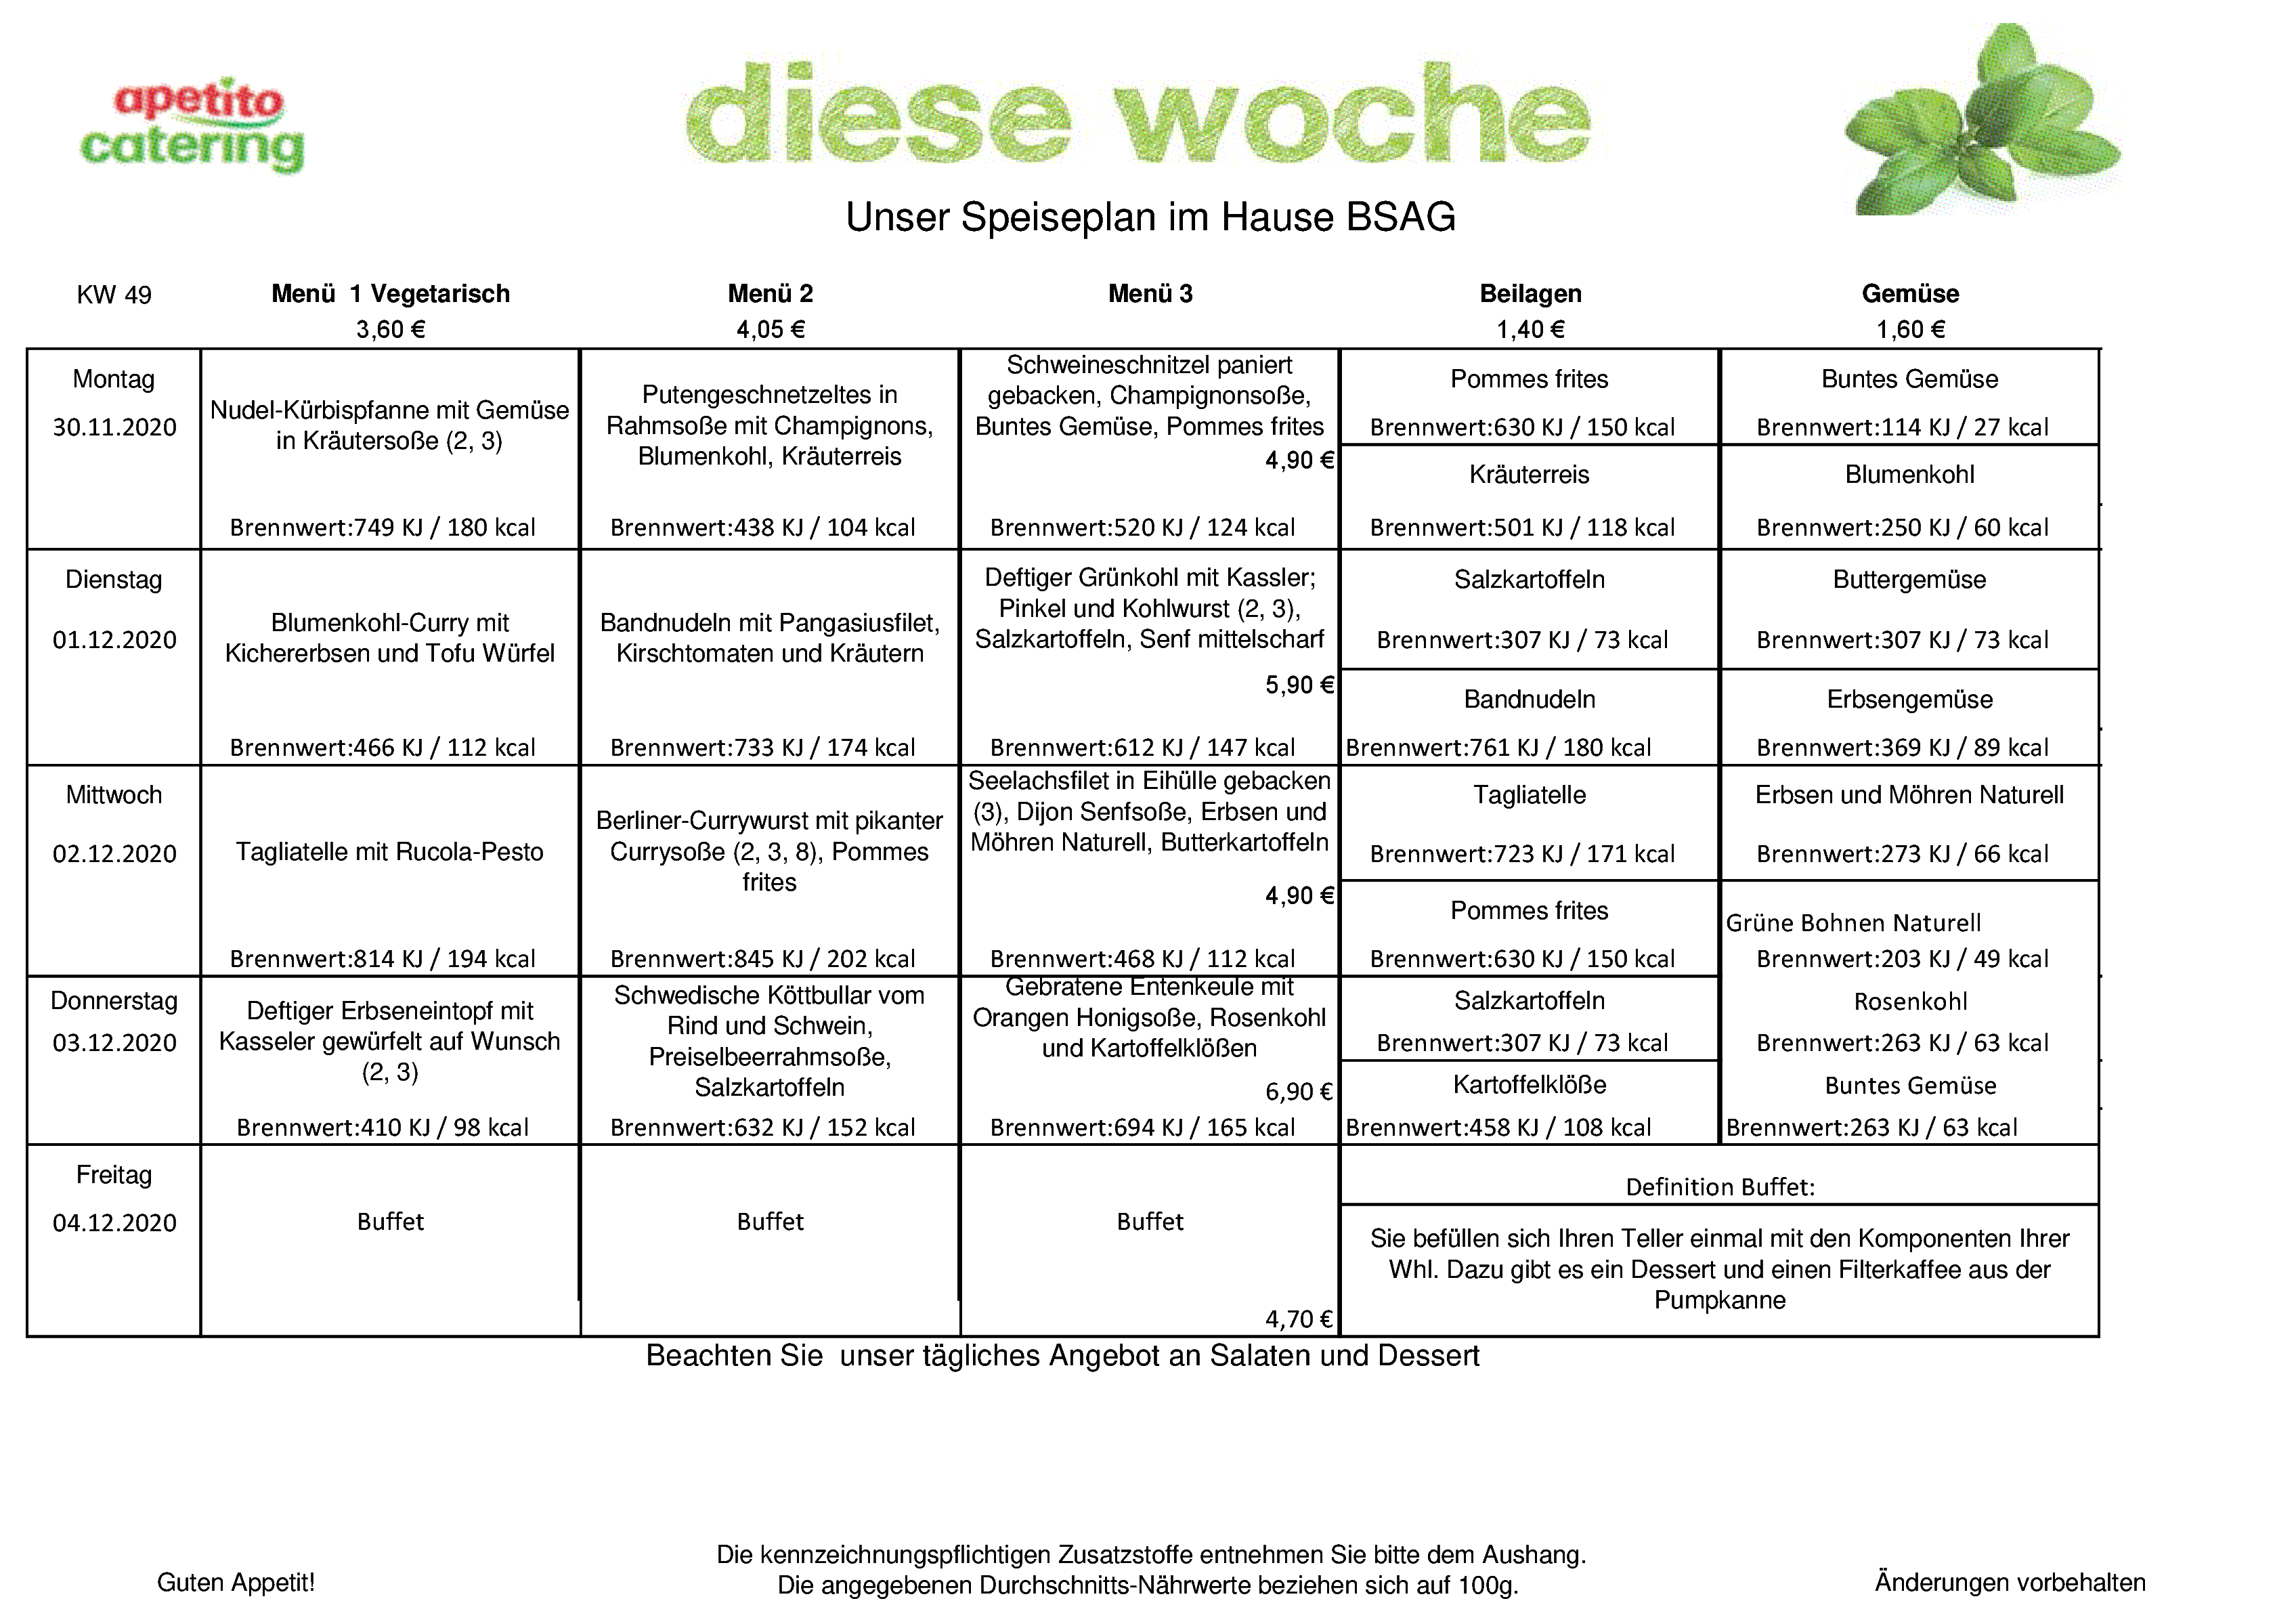 apetito
catering
diese woche
Unser Speiseplan im Hause BSAG
KW 49
Menü 1 Vegetarisch
Menü 2
Menü 3
Beilagen
Gemüse
3,60 €
4,05 €
1,40 €
1,60 €
Montag
30.11.2020
Nudel-Kürbispfanne mit Gemüse
in Kräutersoße (2, 3)
Brennwert:749 KJ / 180 kcal
Putengeschnetzeltes in
Rahmsoße mit Champignons,
Blumenkohl, Kräuterreis
Brennwert:438 KJ / 104 kcal
Schweineschnitzel paniert
gebacken, Champignonsoße,
Buntes Gemüse, Pommes frites
4,90 €
Brennwert:520 KJ / 124 kcal
Pommes frites
Brennwert:630 KJ / 150 kcal
Kräuterreis
Brennwert:501 KJ / 118 kcal
Buntes Gemüse
Brennwert:114 KJ / 27 kcal
Blumenkohl
Brennwert:250 KJ / 60 kcal
Dienstag
01.12.2020
Blumenkohl-Curry mit
Kichererbsen und Tofu Würfel
Brennwert:466 KJ / 112 kcal
Bandnudeln mit Pangasiusfilet,
Kirschtomaten und Kräutern
Brennwert:733 KJ / 174 kcal
Deftiger Grünkohl mit Kassler;
Pinkel und Kohlwurst (2, 3),
Salzkartoffeln, Senf mittelscharf
5,90 €
Brennwert:612 KJ / 147 kcal
Salzkartoffeln
Brennwert:307 KJ / 73 kcal
Bandnudeln
Brennwert:761 KJ / 180 kcal
Buttergemüse
Brennwert:307 KJ / 73 kcal
Erbsengemüse
Brennwert:369 KJ / 89 kcal
Mittwoch
02.12.2020
Tagliatelle mit Rucola-Pesto
Brennwert:814 KJ / 194 kcal
Berliner-Currywurst mit pikanter
Currysoße (2, 3, 8), Pommes
frites
Brennwert:845 KJ / 202 kcal
Seelachsfilet in Eihülle gebacken
(3), Dijon Senfsoße, Erbsen und
Möhren Naturell, Butterkartoffeln
4,90 €
Brennwert:468 KJ / 112 kcal
Tagliatelle
Brennwert:723 KJ / 171 kcal
Pommes frites
Brennwert:630 KJ / 150 kcal
Erbsen und Möhren Naturell
Brennwert:273 KJ / 66 kcal
Grüne Bohnen Naturell
Brennwert:203 KJ / 49 kcal
Donnerstag
03.12.2020
Deftiger Erbseneintopf mit
Kasseler gewürfelt auf Wunsch
(2, 3)
Brennwert:410 KJ / 98 kcal
Schwedische Köttbullar vom
Rind und Schwein,
Preiselbeerrahmsoße,
Salzkartoffeln
Brennwert:632 KJ / 152 kcal
Gebratene Entenkeule mit
Orangen Honigsoße, Rosenkohl
und Kartoffelklößen
6,90 €
Brennwert:694 KJ / 165 kcal
Salzkartoffeln
Brennwert:307 KJ / 73 kcal
Kartoffelklöße
Brennwert:458 KJ / 108 kcal
Rosenkohl
Brennwert:263 KJ / 63 kcal
Buntes Gemüse
Brennwert:263 KJ / 63 kcal
Freitag
04.12.2020
Buffet
Buffet
Buffet
4,70 €
Definition Buffet:
Sie befüllen sich Ihren Teller einmal mit den Komponenten Ihrer
Whl. Dazu gibt es ein Dessert und einen Filterkaffee aus der
Pumpkanne
Beachten Sie unser tägliches Angebot an Salaten und Dessert
Die kennzeichnungspflichtigen Zusatzstoffe entnehmen Sie bitte dem Aushang.
Die angegebenen Durchschnitts-Nährwerte beziehen sich auf 100g.
Guten Appetit!
Änderungen vorbehalten